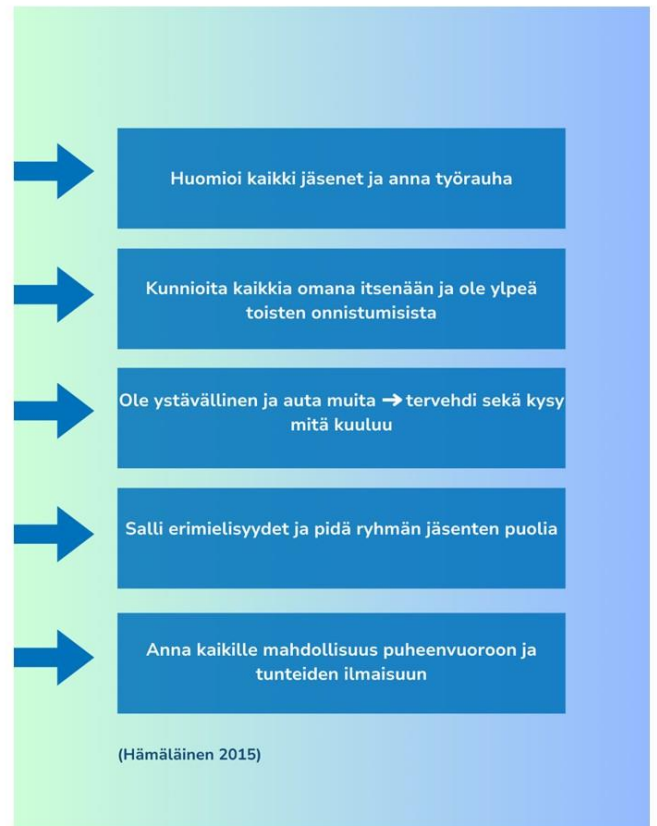 Huomioi kaikki jäsenet ja anna työrauha
Kunnioita kaikkia omana itsenään ja ole ylpeä
toisten onnistumisista
Ole ystävällinen ja auta muita → tervehdi sekä kysy
mitä kuuluu
Salli erimielisyydet ja pidä ryhmän jäsenten puolia
Anna kaikille mahdollisuus puheenvuoroon ja
tunteiden ilmaisuun
(Hämäläinen 2015)